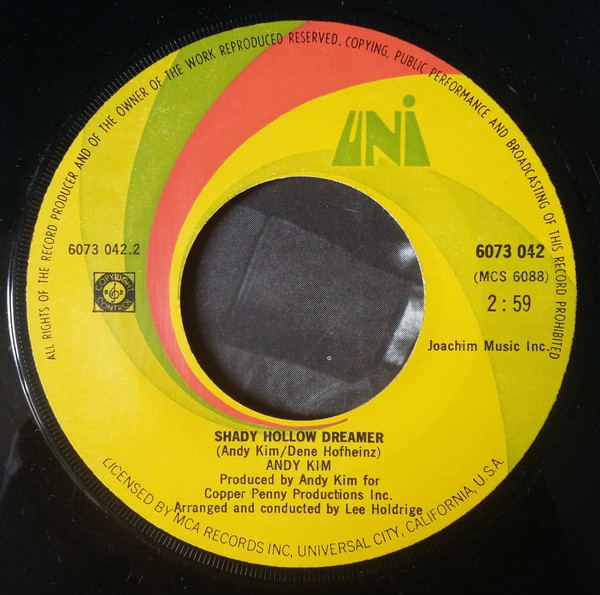 ALL RIGHTS OF THE RECORD PRODUCER AND OF THE OWNER OF THE WORK REPRODUCED RESERVED. COPYING, PUBLIC PERFORMANCE AND BROADCASTING OF THIS RECORD PROHIBITED
UNI
6073 042.2
6073 042
(MCS 6088)
COPYRIGHT
CONTROL
2:59
Joachim Music Inc.
SHADY HOLLOW DREAMER
(Andy Kim/Dene Hofheinz)
ANDY KIM
Produced by Andy Kim for
Copper Penny Productions Inc.
Arranged and conducted by Lee Holdrige
LICENSED BY MCA RECORDS INC, UNIVERSAL CITY, CALIFORNIA, U.S.A.